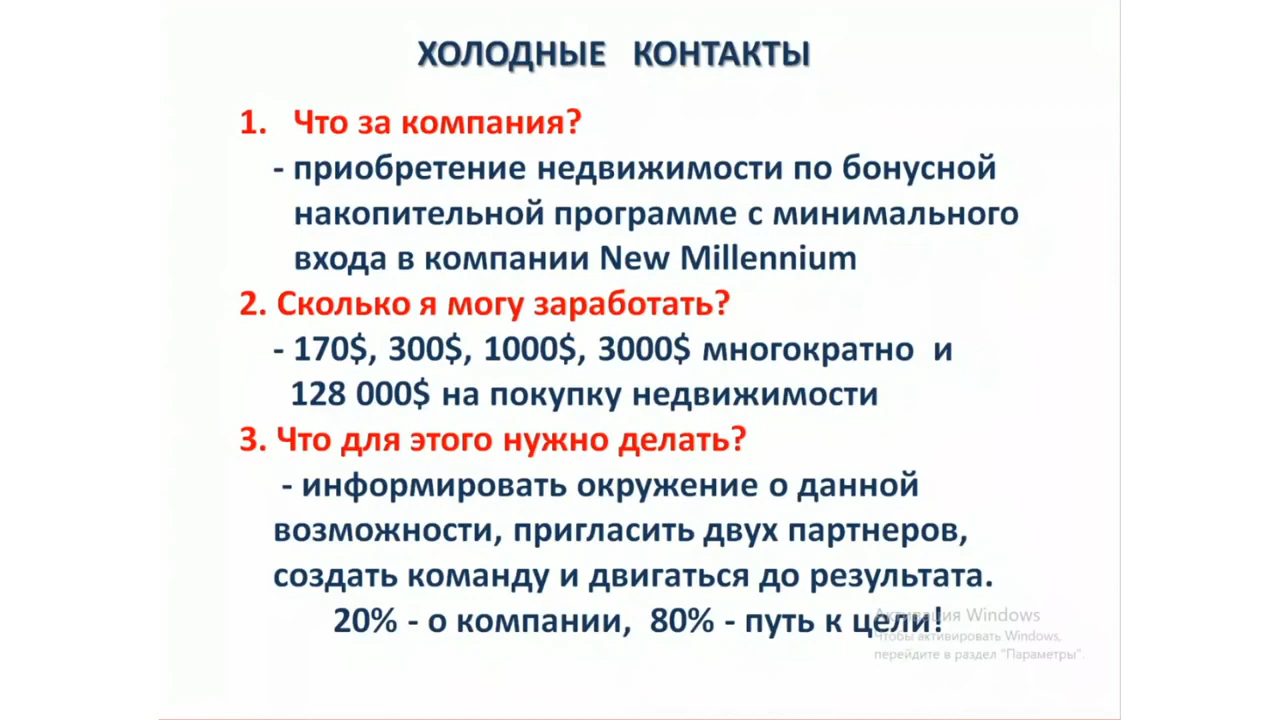 ХОЛОДНЫЕ КОНТАКТЫ
1. Что за компания?
- приобретение недвижимости по бонусной
накопительной программе с минимального
входа в компании New Millennium
2. Сколько я могу заработать?
- 170$, 300$, 1000$, 3000$ многократно и
128 000$ на покупку недвижимости
3. Что для этого нужно делать?
- информировать окружение о данной
возможности, пригласить двух партнеров,
создать команду и двигаться до результата.
20% - о компании, 80% - путь к цели!
Активация Windows
Чтобы активировать Windows,
перейдите в раздел "Параметры".